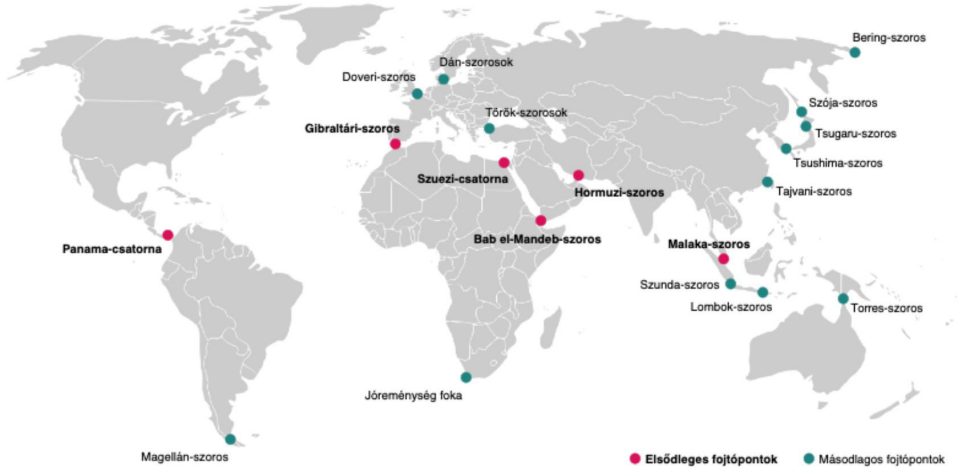 Bering-szoros
Dán-szorosok
Doveri-szoros
Szója-szoros
Török-szorosok
Gibraltári-szoros
Tsugaru-szoros
Tsushima-szoros
Szuezi-csatorna
Hormuzi-szoros
Tajvani-szoros
Bab el-Mandeb-szoros
Malaka-szoros
Panama-csatorna
Szunda-szoros
Lombok-szoros
Torres-szoros
Jóreménység foka
Magellán-szoros
Elsődleges fojtópontok
Másodlagos fojtópontok